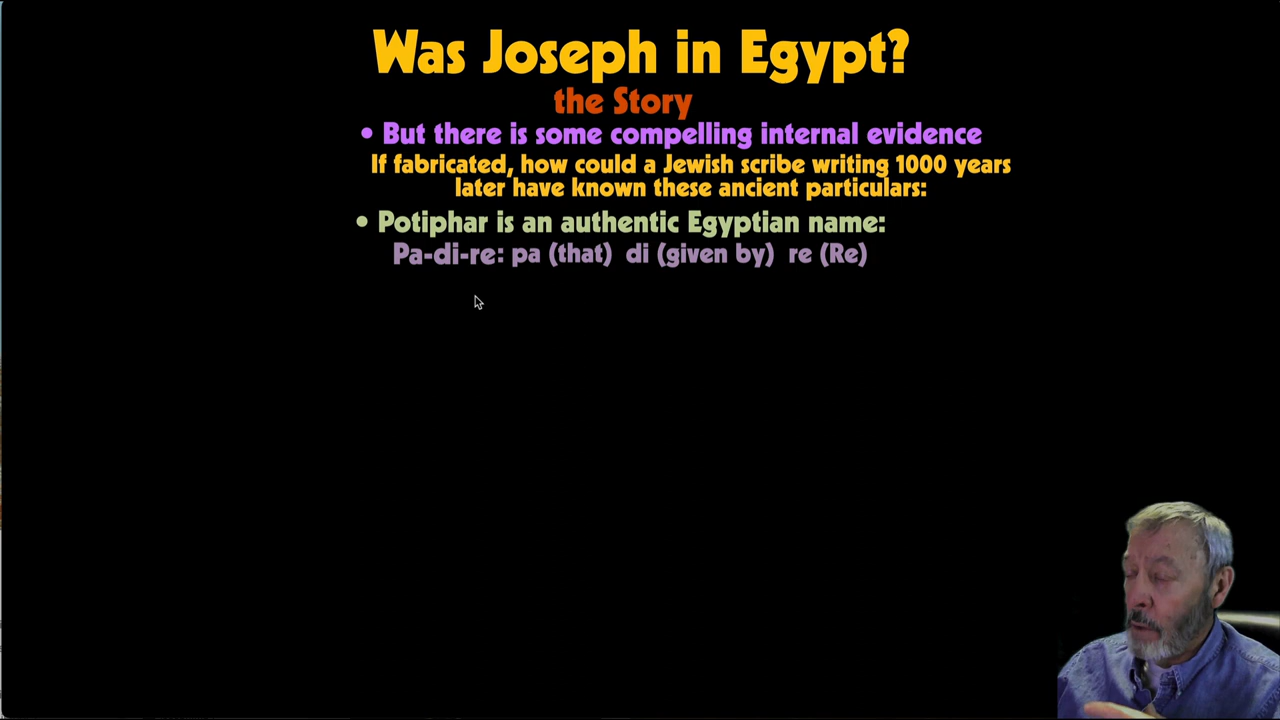 Was Joseph in Egypt?
the Story
• But there is some compelling internal evidence
If fabricated, how could a Jewish scribe writing 1000 years
later have known these ancient particulars:
• Potiphar is an authentic Egyptian name:
Pa-di-re: pa (that) di (given by) re (Re)